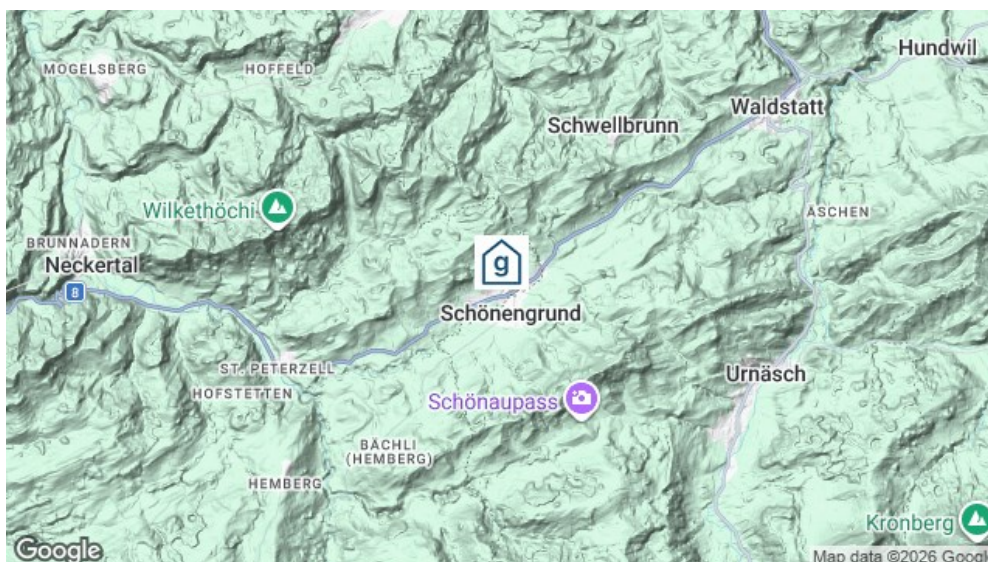 Hundwil
MOGELSBERG
HOFFELD
Waldstatt
Schwellbrunn
Wilkethöchi
ÄSCHEN
BRUNNADERN
Neckertal
g
8
Schönengrund
ST. PETERZELL
HOFSTETTEN
Urnäsch
Schönaupass
BÄCHLI
(HEMBERG)
HEMBERG
Kronberg
Google
Map data ©2026 Google